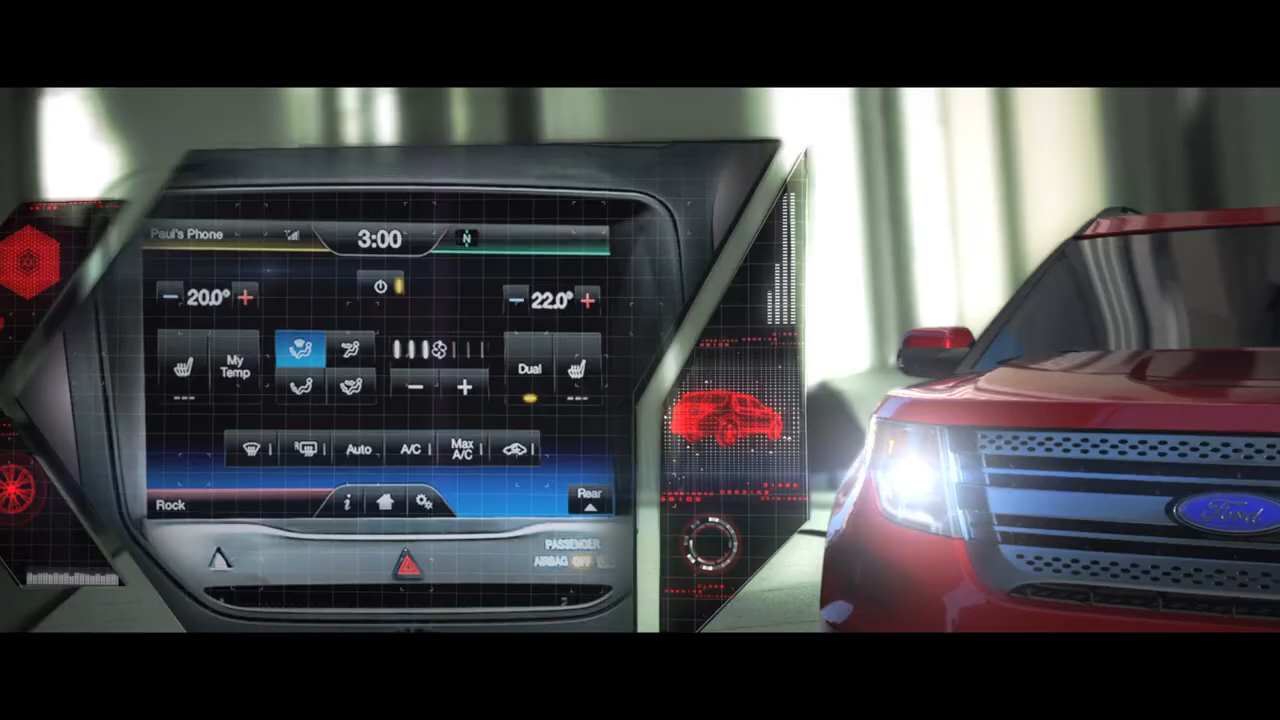 Paul's Phone
3:00
N
20.0°
22.0°
My
Temp
Dual
Auto
A/C
Max
A/C
R
Rock
i
Rear
PASSENGER
AIRBAG OFF
Ford